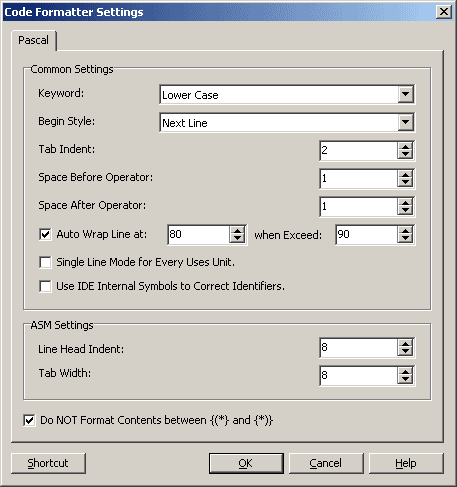 Code Formatter Settings
Pascal
Common Settings
Keyword: Lower Case
Begin Style: Next Line
Tab Indent: 2
Space Before Operator: 1
Space After Operator: 1
Auto Wrap Line at: 80 when Exceed: 90
Single Line Mode for Every Uses Unit.
Use IDE Internal Symbols to Correct Identifiers.
ASM Settings
Line Head Indent: 8
Tab Width: 8
Do NOT Format Contents between {(*} and {*)}
Shortcut OK Cancel Help